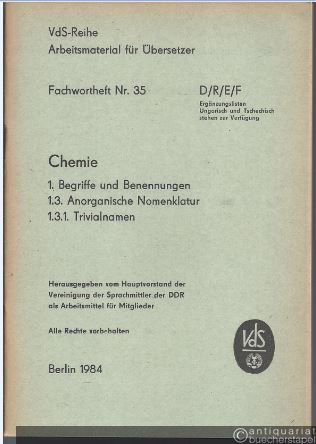 VdS-Reihe
Arbeitsmaterial für Übersetzer
Fachwortheft Nr. 35
D/R/E/F
Ergänzungslisten
Ungarisch und Tschechisch
stehen zur Verfügung
Chemie
1. Begriffe und Benennungen
1.3. Anorganische Nomenklatur
1.3.1. Trivialnamen
Herausgegeben vom Hauptvorstand der
Vereinigung der Sprachmittler der DDR
als Arbeitsmittel für Mitglieder
Alle Rechte vorbehalten
VdS
Berlin 1984
©antiquariat
buecherstapel